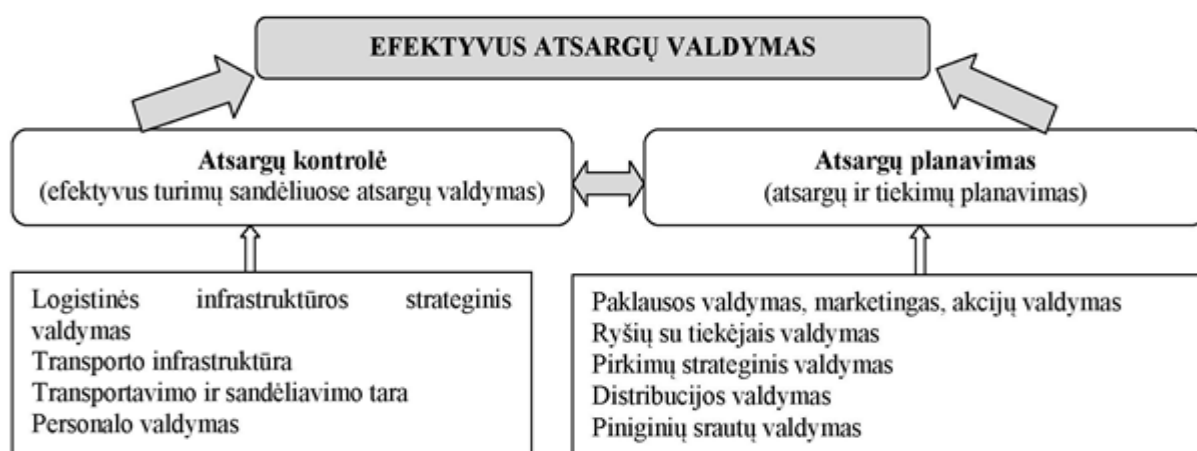 EFEKTYVUS ATSARGŲ VALDYMAS
Atsargų kontrolė
(efektyvus turimų sandėliuose atsargų valdymas)
Atsargų planavimas
(atsargų ir tiekimų planavimas)
Logistinės infrastruktūros strateginis
valdymas
Transporto infrastruktūra
Transportavimo ir sandėliavimo tara
Personalo valdymas
Paklausos valdymas, marketingas, akcijų valdymas
Ryšių su tiekėjais valdymas
Pirkimų strateginis valdymas
Distribucijos valdymas
Piniginių srautų valdymas